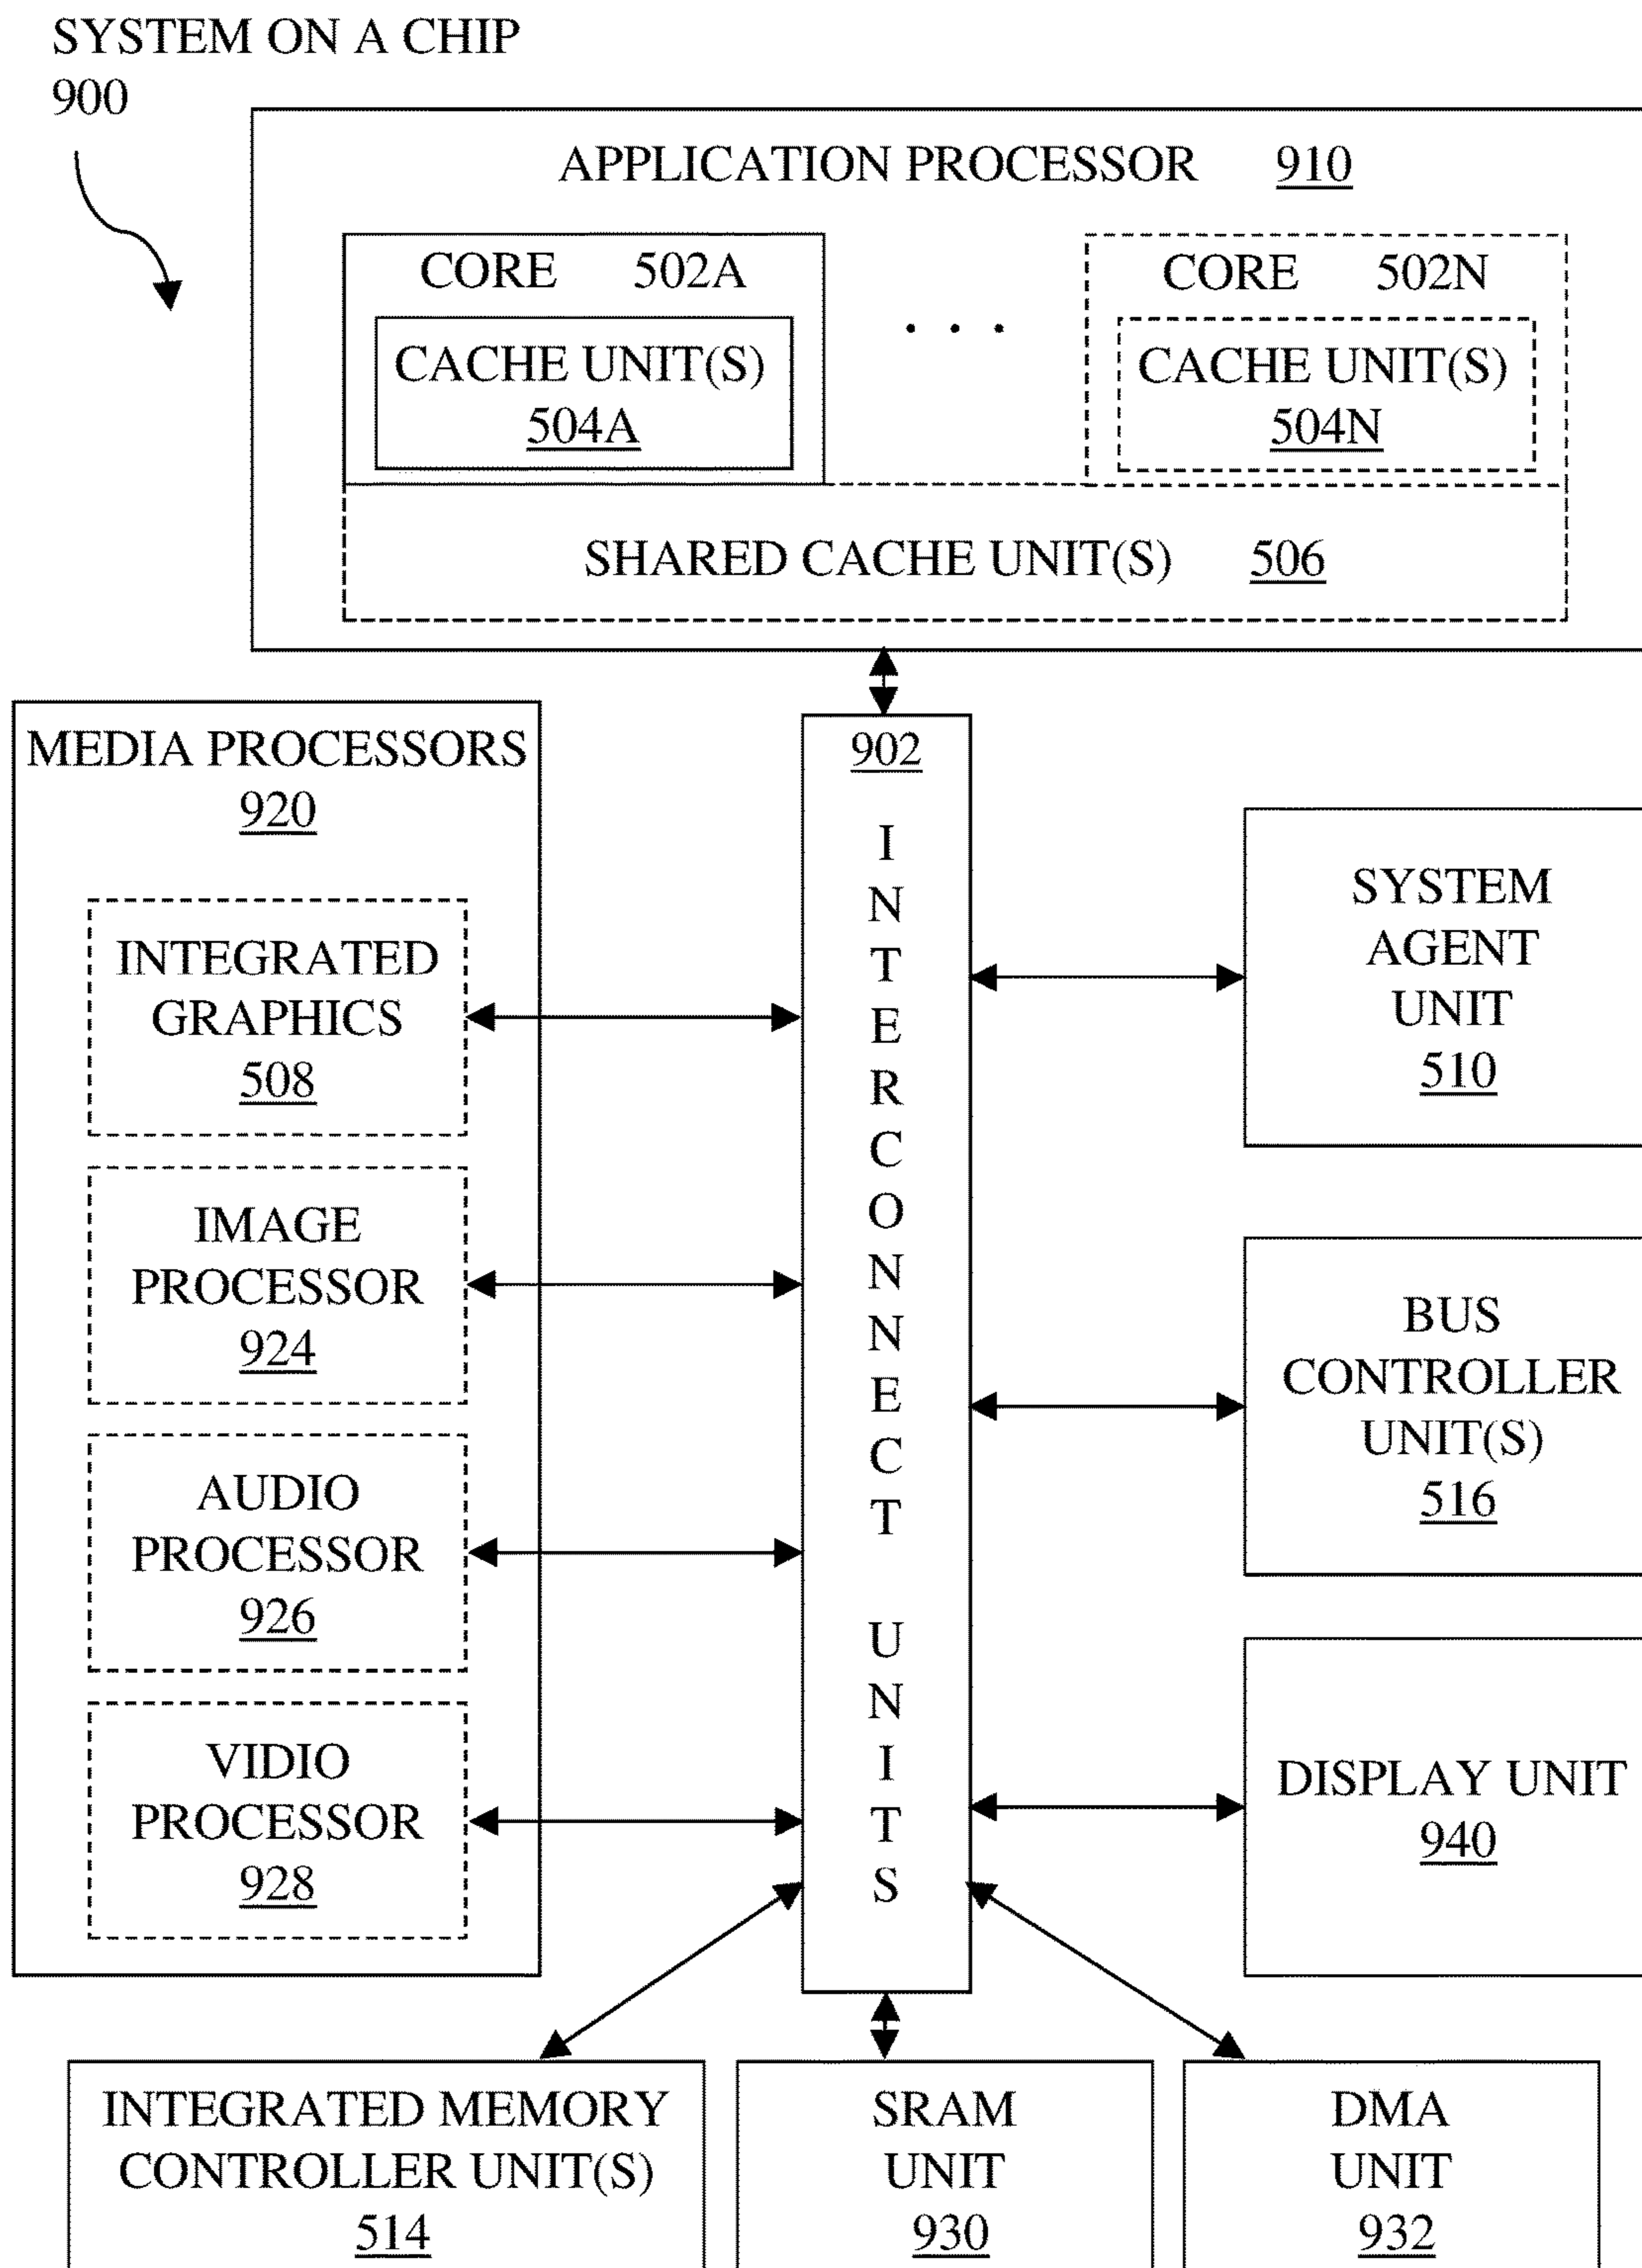 SYSTEM ON A CHIP
900
APPLICATION PROCESSOR 910
CORE 502A
CACHE UNIT(S)
504A
. . .
CORE 502N
CACHE UNIT(S)
504N
SHARED CACHE UNIT(S) 506
MEDIA PROCESSORS
920
INTEGRATED
GRAPHICS
508
IMAGE
PROCESSOR
924
AUDIO
PROCESSOR
926
VIDIO
PROCESSOR
928
902
INTERCONNECT UNITS
SYSTEM
AGENT
UNIT
510
BUS
CONTROLLER
UNIT(S)
516
DISPLAY UNIT
940
INTEGRATED MEMORY
CONTROLLER UNIT(S)
514
SRAM
UNIT
930
DMA
UNIT
932